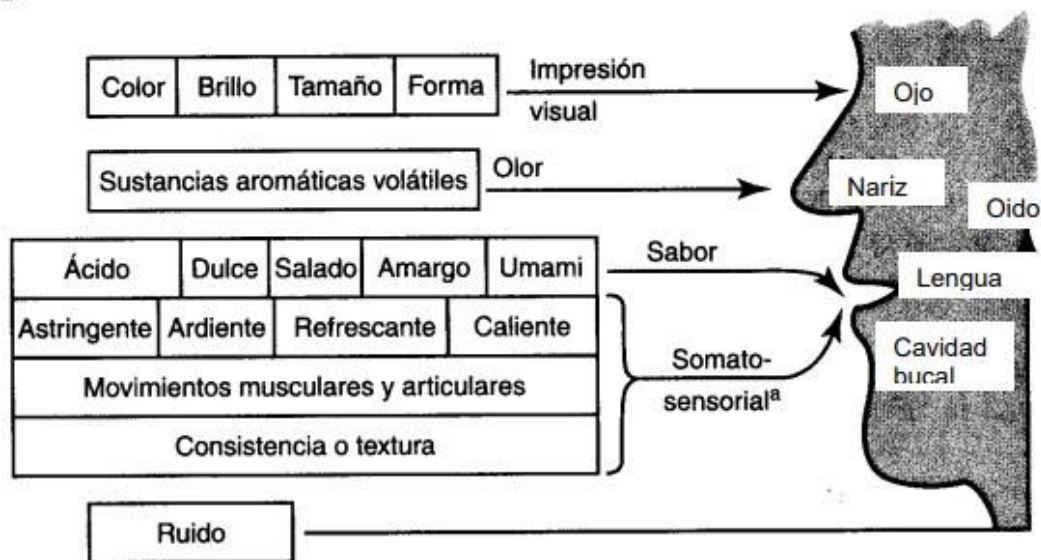 Color Brillo Tamaño Forma
Impresión
visual
Ojo
Sustancias aromáticas volátiles
Olor
Nariz
Oido
Ácido Dulce Salado Amargo Umami
Sabor
Lengua
Astringente Ardiente Refrescante Caliente
Movimientos musculares y articulares
Consistencia o textura
Somato-
sensorialª
Cavidad
bucal
Ruido